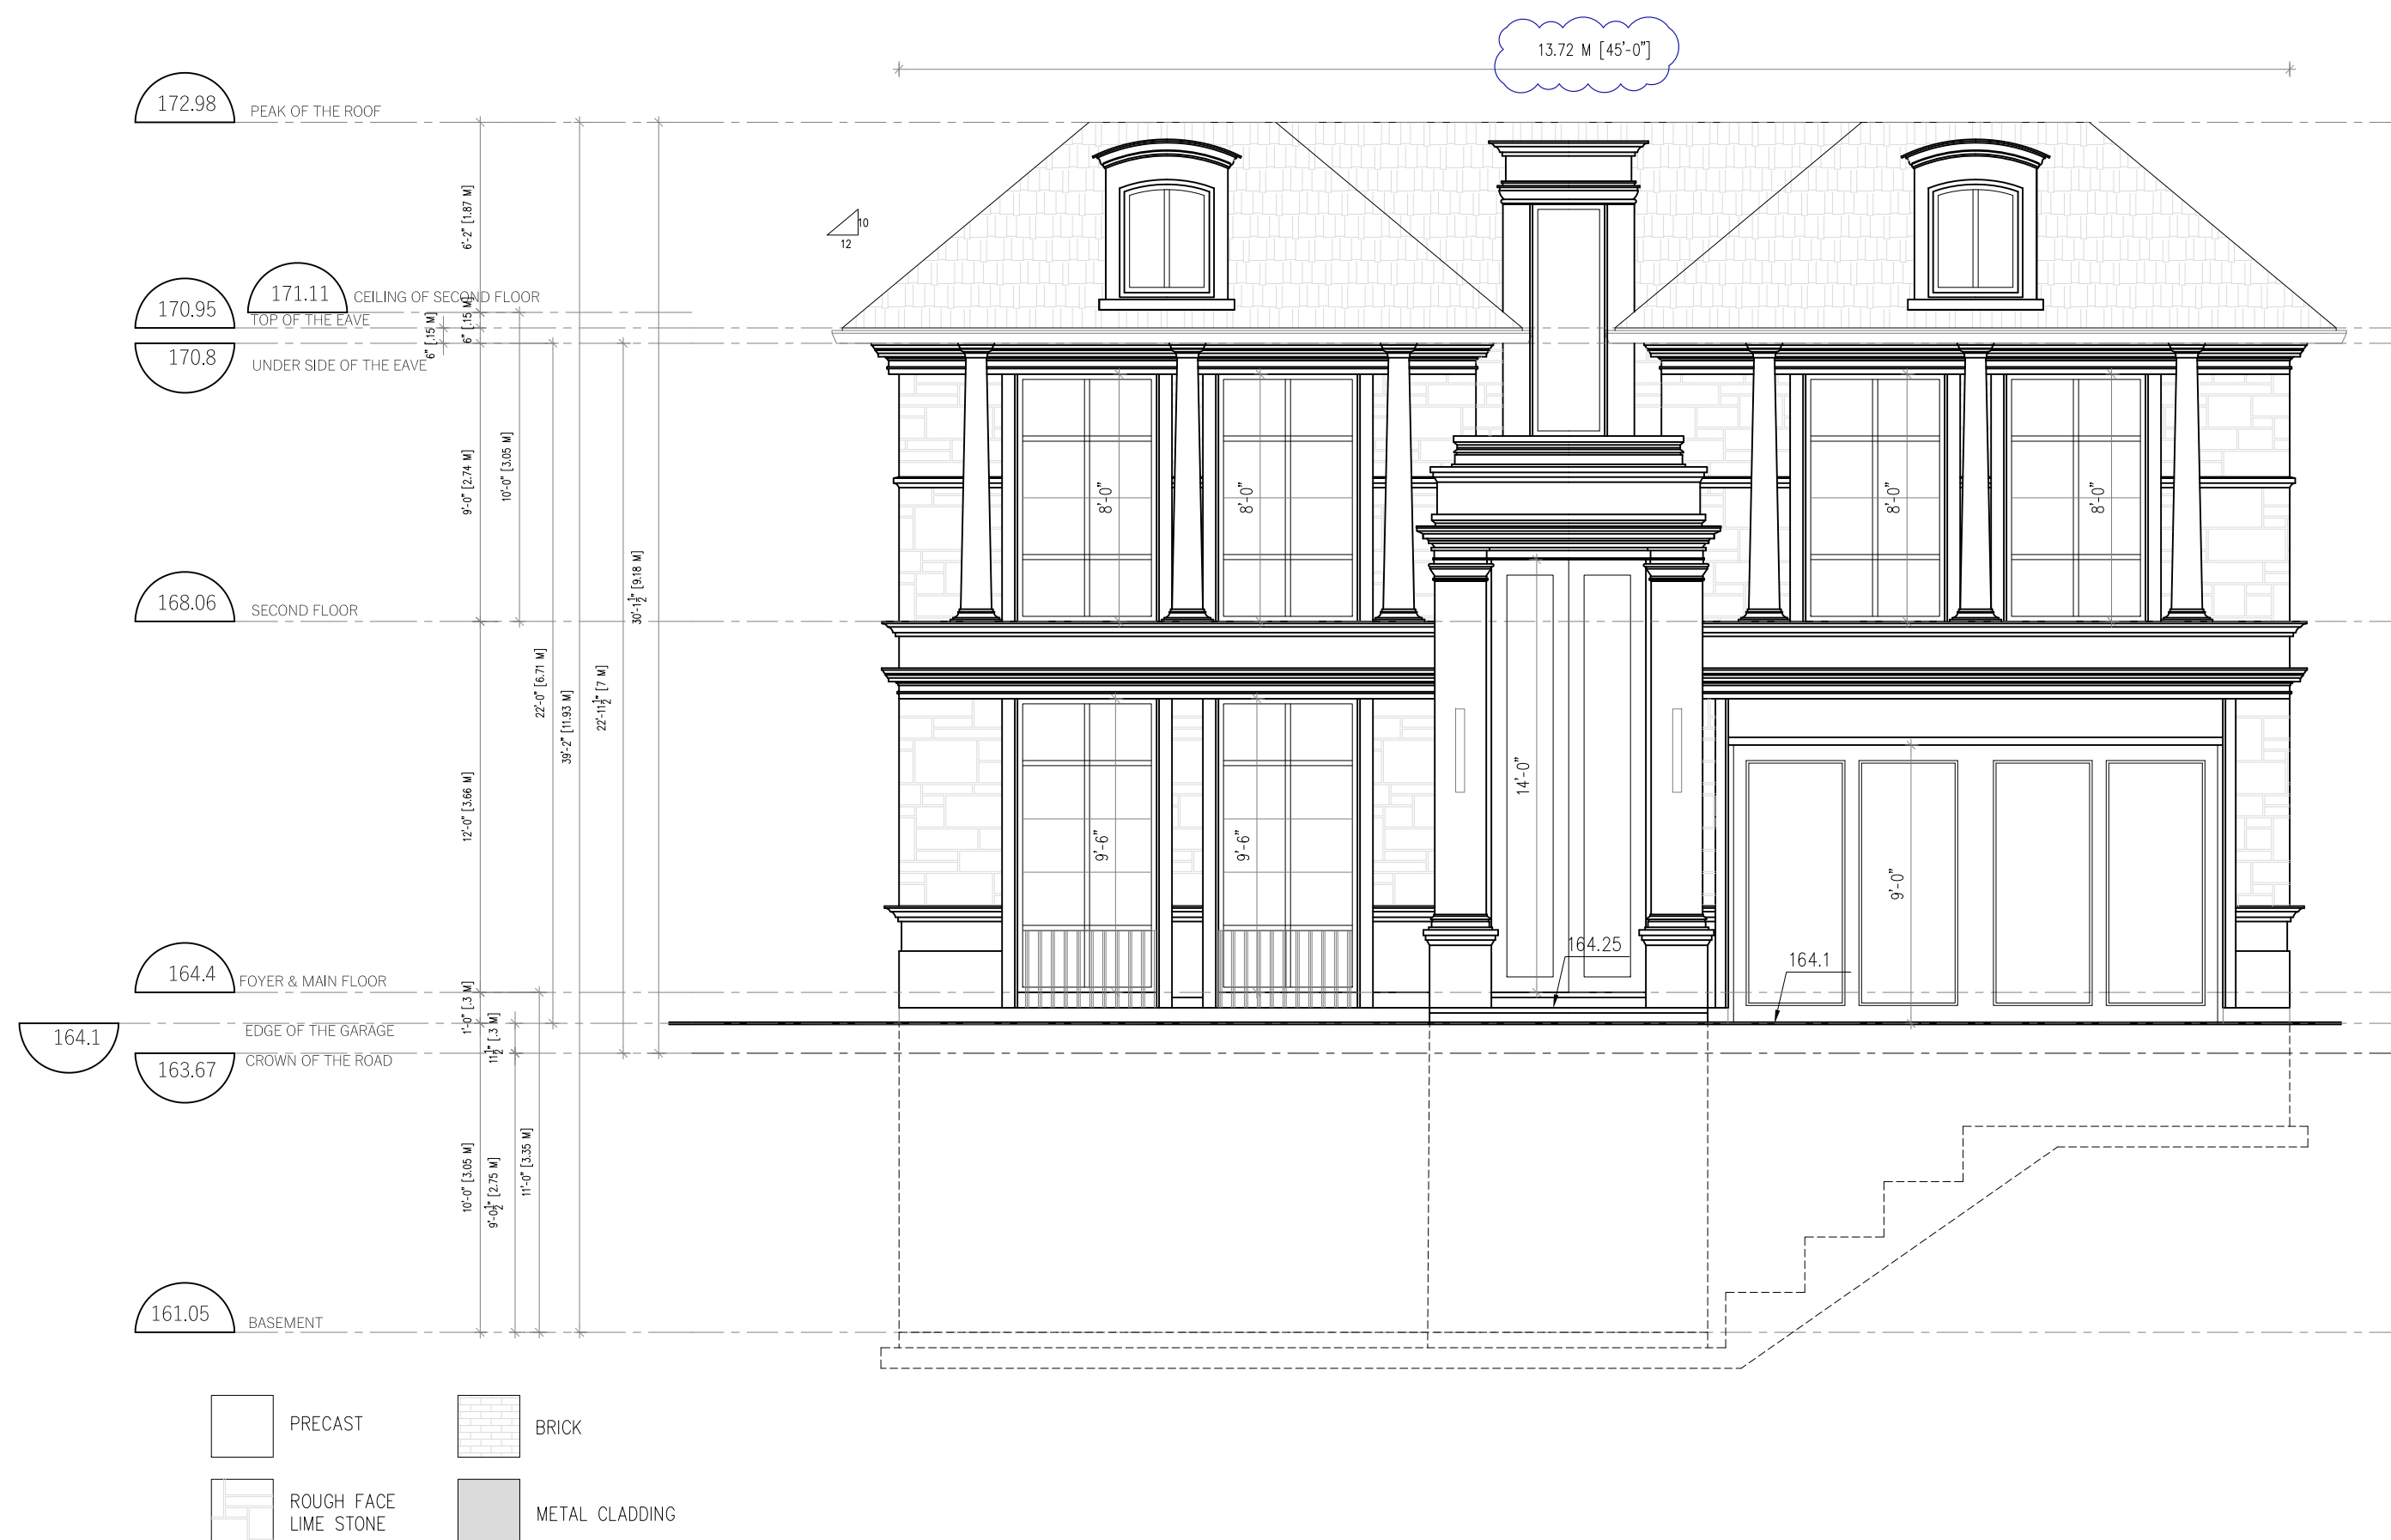 13.72 M [45'-0"]
172.98
PEAK OF THE ROOF
6'-2" [1.87 M]
10
12
171.11
CEILING OF SECOND FLOOR
170.95
TOP OF THE EAVE
6" [.15 M]
6" [.15 M]
170.8
UNDER SIDE OF THE EAVE
9'-0" [2.74 M]
10'-0" [3.05 M]
8'-0"
8'-0"
8'-0"
8'-0"
168.06
SECOND FLOOR
30'-1 1/2" [9.18 M]
22'-0" [6.71 M]
39'-2" [11.93 M]
22'-11 1/2" [7 M]
12'-0" [3.66 M]
14'-0"
9'-6"
9'-6"
9'-0"
164.25
164.1
164.4
FOYER & MAIN FLOOR
1'-0" [.3 M]
164.1
EDGE OF THE GARAGE
11 1/2" [.3 M]
163.67
CROWN OF THE ROAD
10'-0" [3.05 M]
9'-0 1/2" [2.75 M]
11'-0" [3.35 M]
161.05
BASEMENT
PRECAST
BRICK
ROUGH FACE
LIME STONE
METAL CLADDING